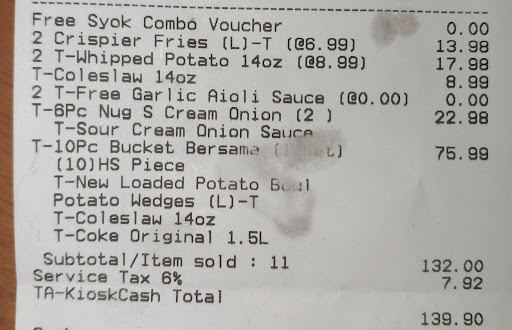 Free Syok Combo Voucher 0.00
2 Crispier Fries (L)-T (@6.99) 13.98
2 T-Whipped Potato 14oz (@8.99) 17.98
T-Coleslaw 14oz 8.99
2 T-Free Garlic Aioli Sauce (@0.00) 0.00
T-6Pc Nug S Cream Onion (2 ) 22.98
T-Sour Cream Onion Sauce
T-10Pc Bucket Bersama 75.99
(10)HS Piece
T-New Loaded Potato Bowl
Potato Wedges (L)-T
T-Coleslaw 14oz
T-Coke Original 1.5L
Subtotal/Item sold : 11 132.00
Service Tax 6% 7.92
TA-KioskCash Total
139.90